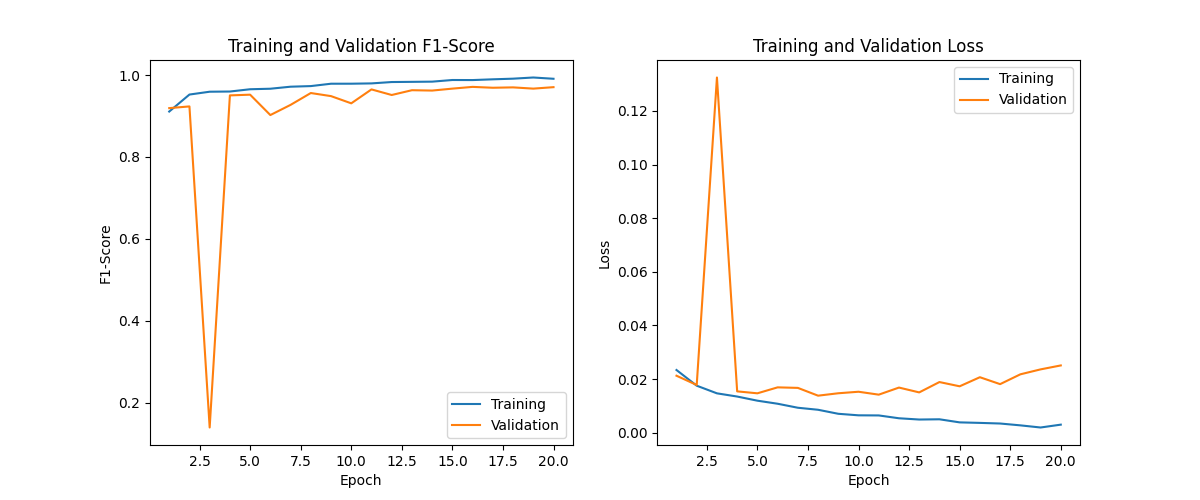 Training and Validation F1-Score
1.0
0.8
0.6
0.4
0.2
F1-Score
2.5 5.0 7.5 10.0 12.5 15.0 17.5 20.0
Epoch
Training
Validation
Training and Validation Loss
0.12
0.10
0.08
0.06
0.04
0.02
0.00
Loss
2.5 5.0 7.5 10.0 12.5 15.0 17.5 20.0
Epoch
Training
Validation